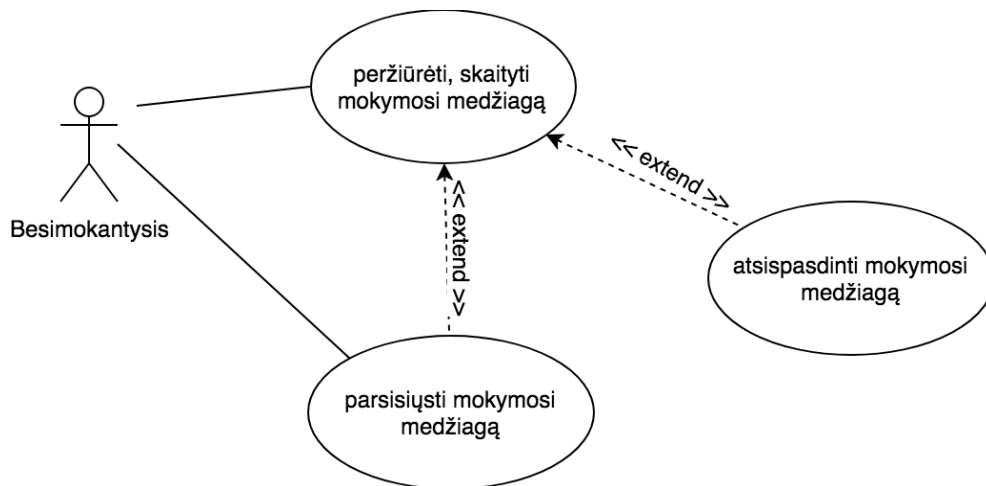 peržiūrėti, skaityti
mokymosi medžiagą
<< extend >>
Besimokantysis
<< extend >>
atsispasdinti mokymosi
medžiagą
parsisiųsti mokymosi
medžiagą